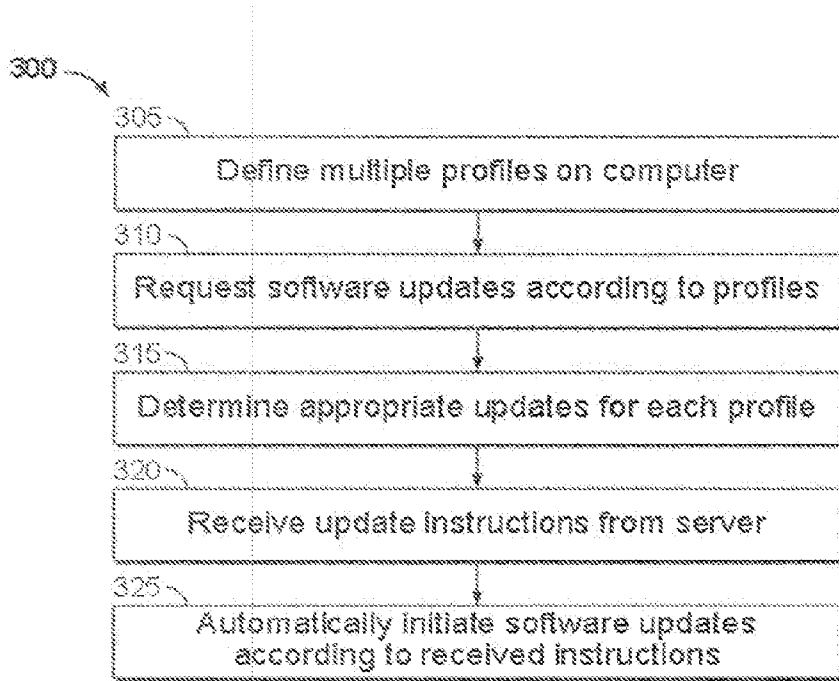 300
305
Define multiple profiles on computer
310
Request software updates according to profiles
315
Determine appropriate updates for each profile
320
Receive update instructions from server
325
Automatically initiate software updates
according to received instructions